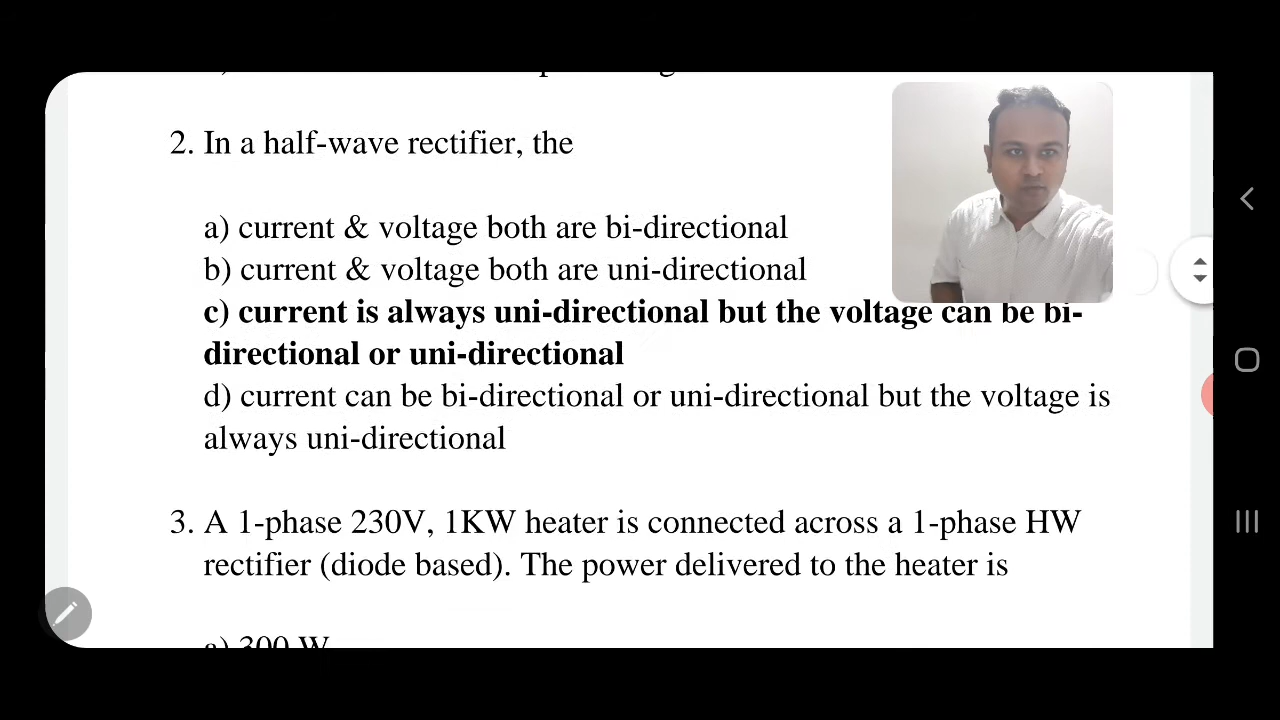 2. In a half-wave rectifier, the
a) current & voltage both are bi-directional
b) current & voltage both are uni-directional
c) current is always uni-directional but the voltage can be bi-
directional or uni-directional
d) current can be bi-directional or uni-directional but the voltage is
always uni-directional
3. A 1-phase 230V, 1KW heater is connected across a 1-phase HW
rectifier (diode based). The power delivered to the heater is
a) 300 W